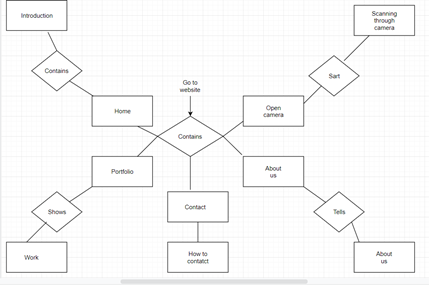 Introduction
Scanning
through
camera
Contains
Sart
Go to
website
Home
Open
camera
Contains
Portfolio
About
us
Contact
Shows
Tells
Work
How to
contatct
About
us